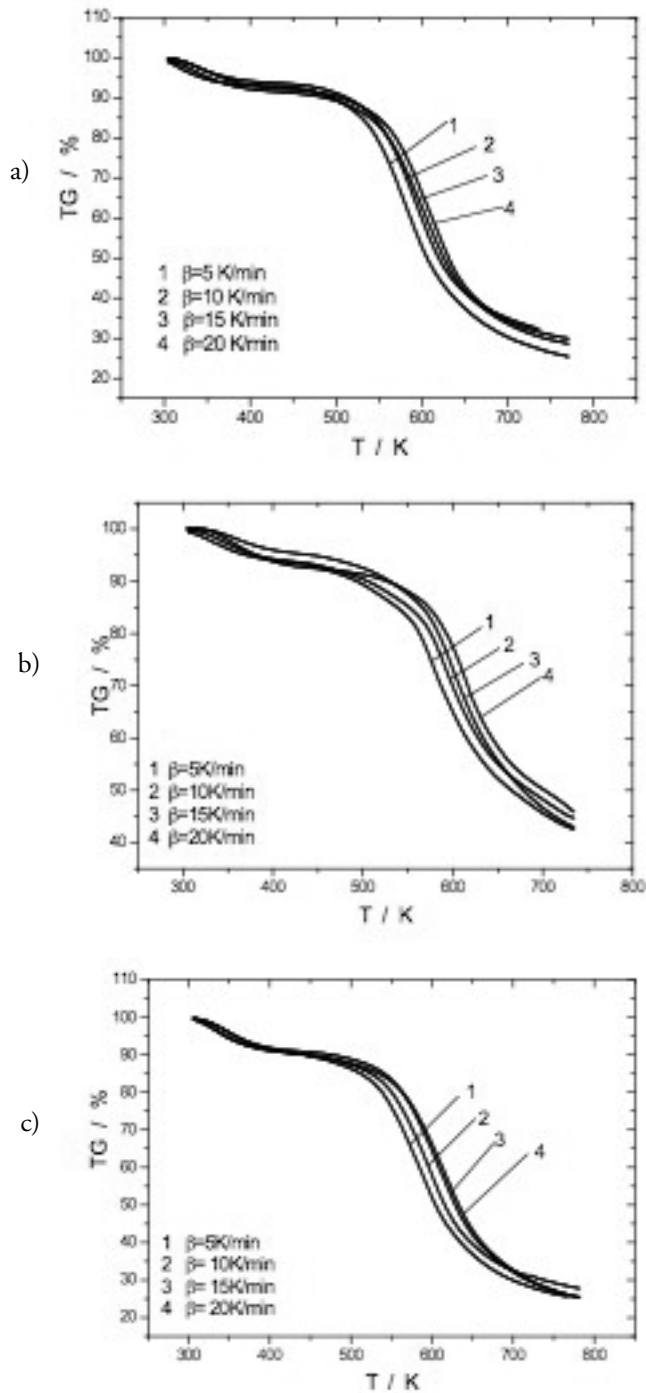 a)
TG / %
110
100
90
80
70
60
50
40
30
20
1
2
3
4
1 β=5 K/min
2 β=10 K/min
3 β=15 K/min
4 β=20 K/min
300 400 500 600 700 800
T / K
b)
TG / %
100
90
80
70
60
50
40
1
2
3
4
1 β=5K/min
2 β=10K/min
3 β=15K/min
4 β=20K/min
300 400 500 600 700 800
T / K
c)
TG / %
110
100
90
80
70
60
50
40
30
20
1
2
3
4
1 β=5K/min
2 β= 10K/min
3 β= 15K/min
4 β= 20K/min
300 400 500 600 700 800
T / K